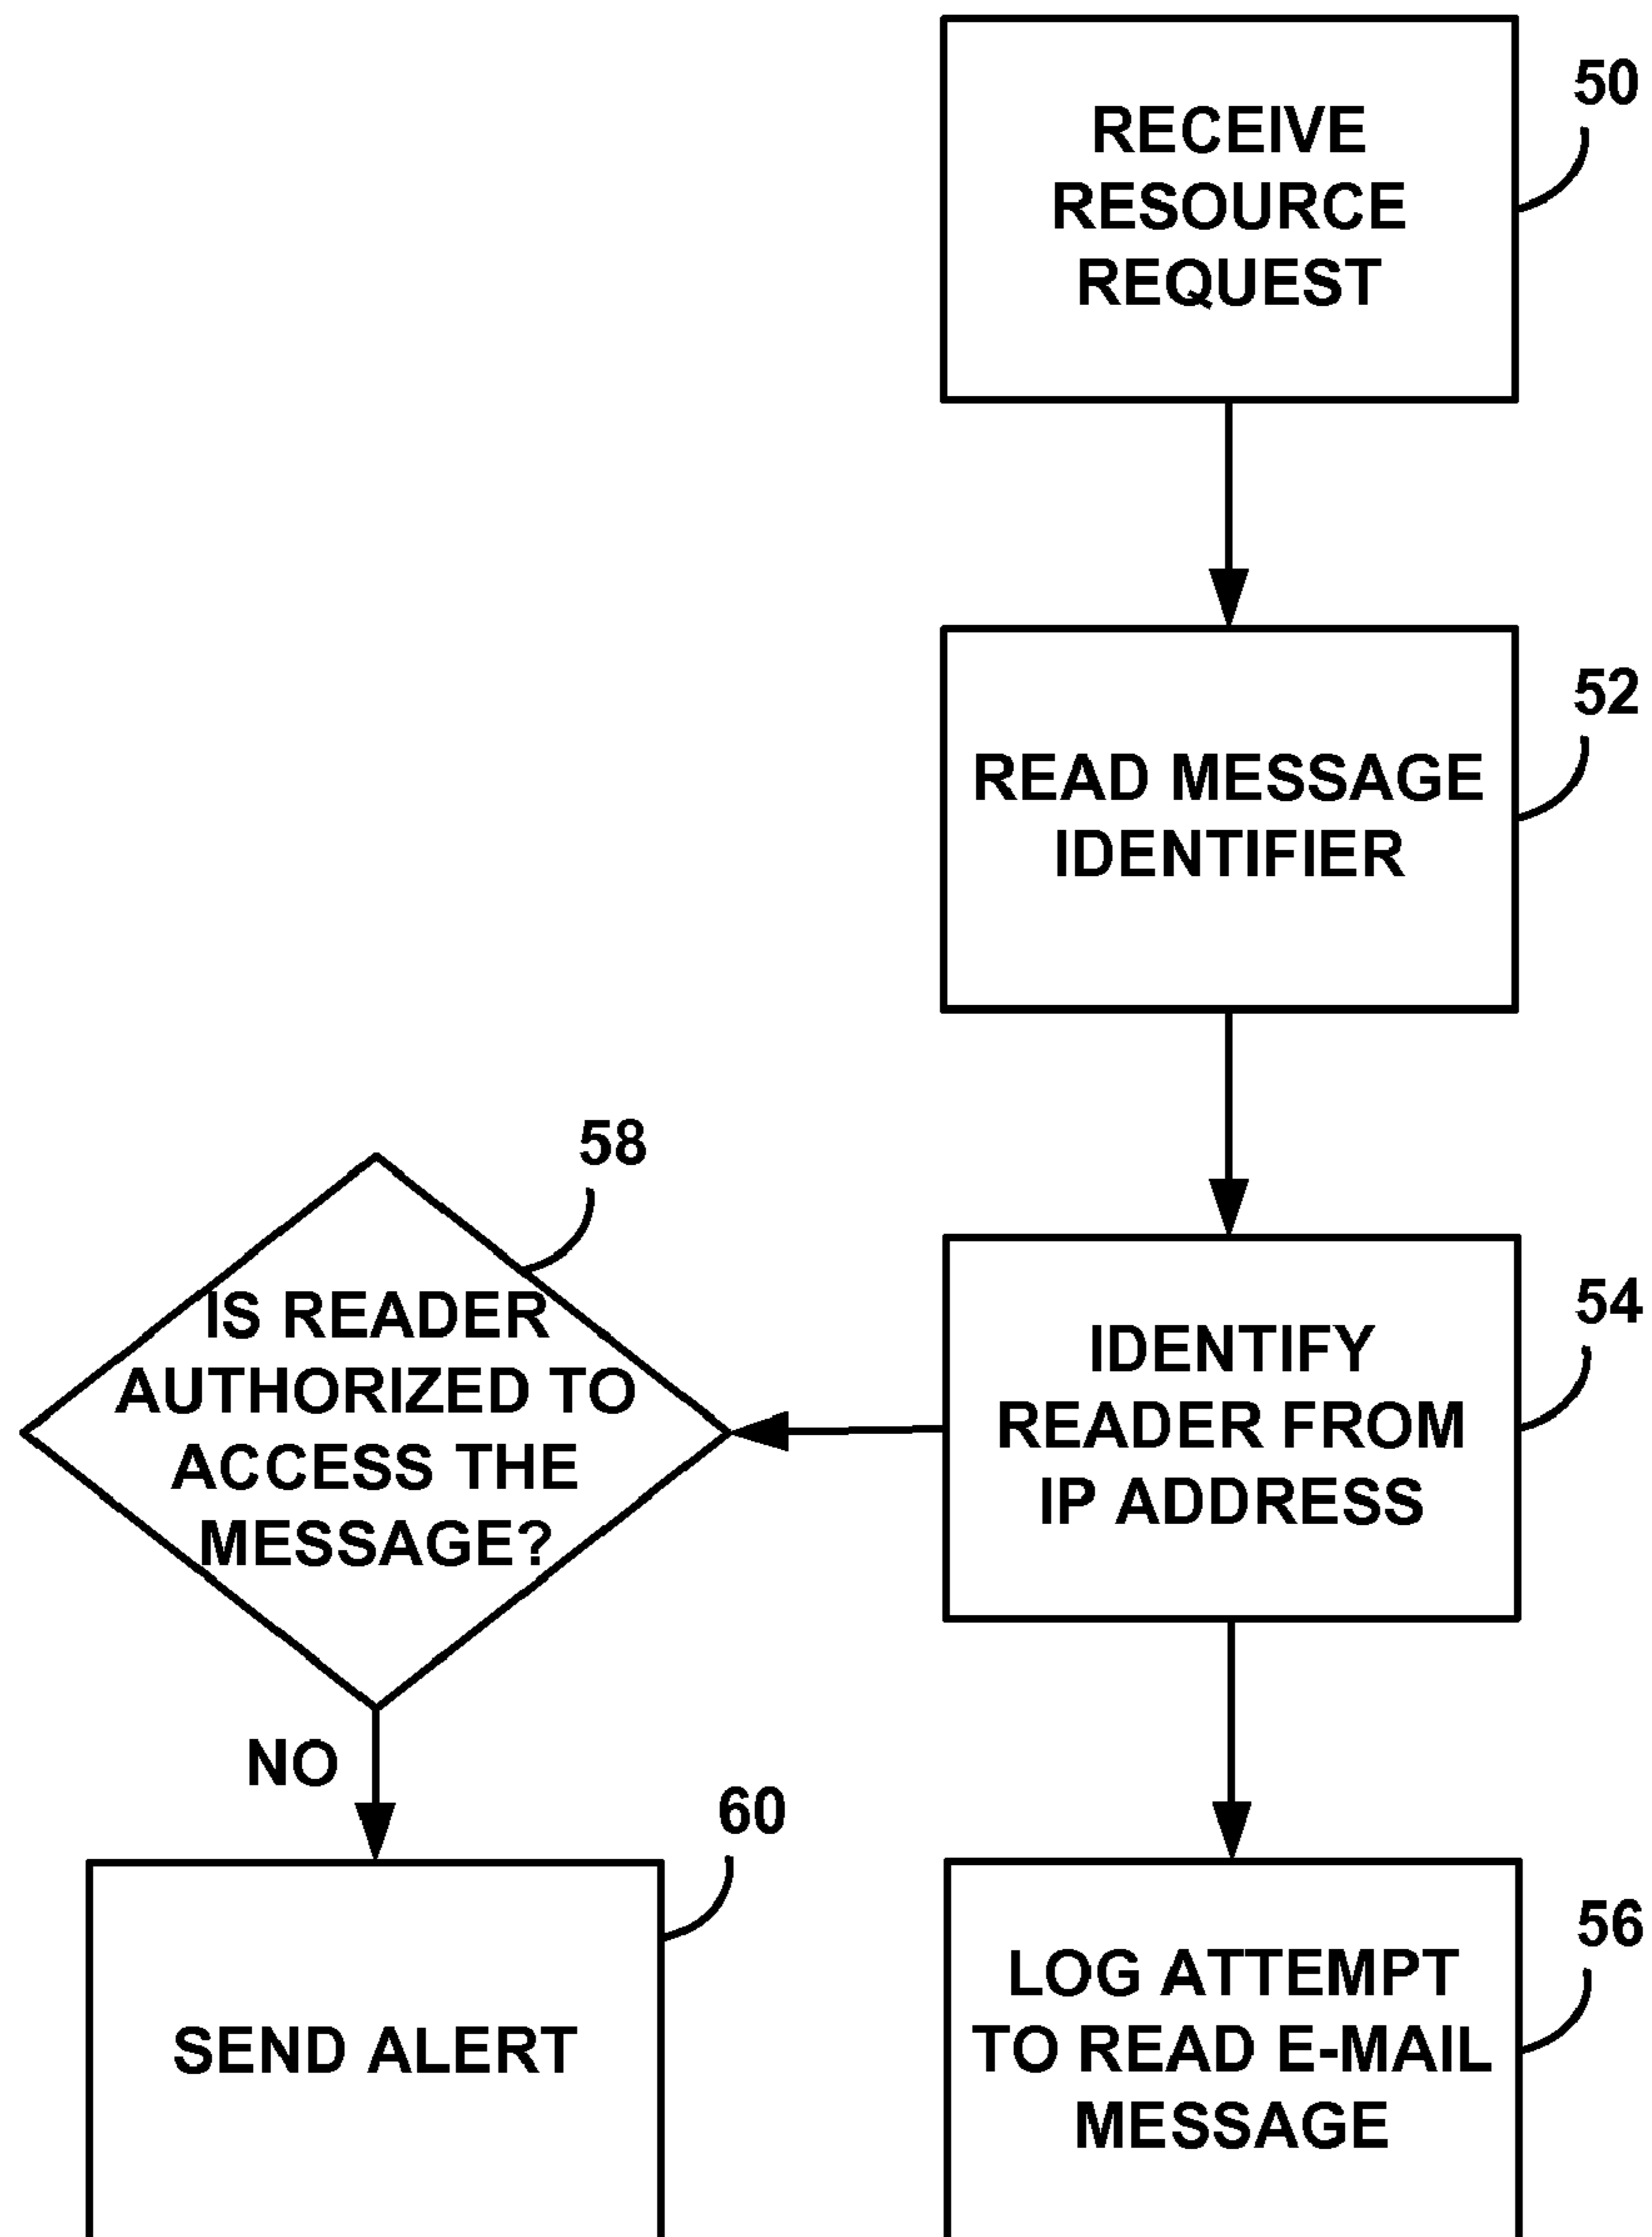 50
RECEIVE
RESOURCE
REQUEST
52
READ MESSAGE
IDENTIFIER
54
IDENTIFY
READER FROM
IP ADDRESS
58
IS READER
AUTHORIZED TO
ACCESS THE
MESSAGE?
NO
60
SEND ALERT
56
LOG ATTEMPT
TO READ E-MAIL
MESSAGE